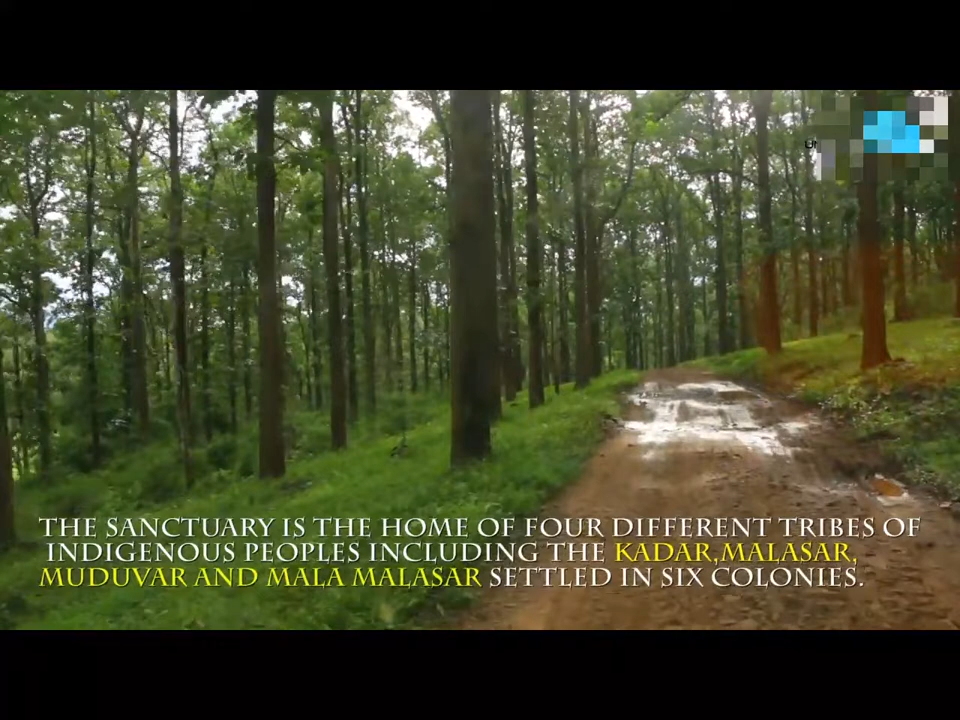 THE SANCTUARY IS THE HOME OF FOUR DIFFERENT TRIBES OF
INDIGENOUS PEOPLES INCLUDING THE KADAR,MALASAR,
MUDUVAR AND MALA MALASAR SETTLED IN SIX COLONIES.